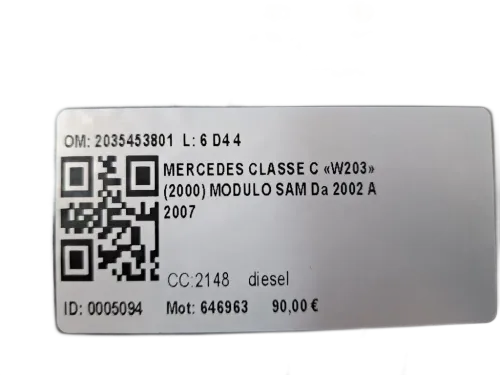 OM: 2035453801 L: 6 D4 4
MERCEDES CLASSE C «W203»
(2000) MODULO SAM Da 2002 A
2007
CC:2148 diesel
ID: 0005094 Mot: 646963 90,00 €